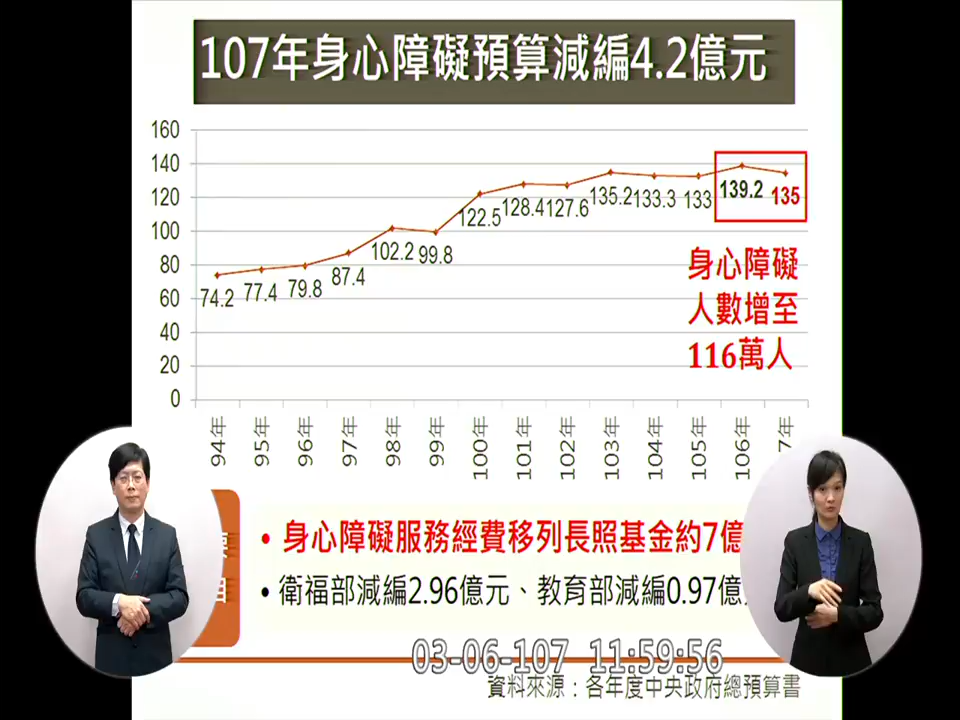 107年身心障礙預算減編4.2億元
160
140
120
100
80
60
40
20
0
74.2 77.4 79.8 87.4 102.2 99.8 122.5 128.4 127.6 135.2 133.3 133 139.2 135
身心障礙
人數增至
116萬人
94年 95年 96年 97年 98年 99年 100年 101年 102年 103年 104年 105年 106年 7年
• 身心障礙服務經費移列長照基金約7億
• 衛福部減編2.96億元、教育部減編0.97億
03-06-107 11:59:56
資料來源：各年度中央政府總預算書